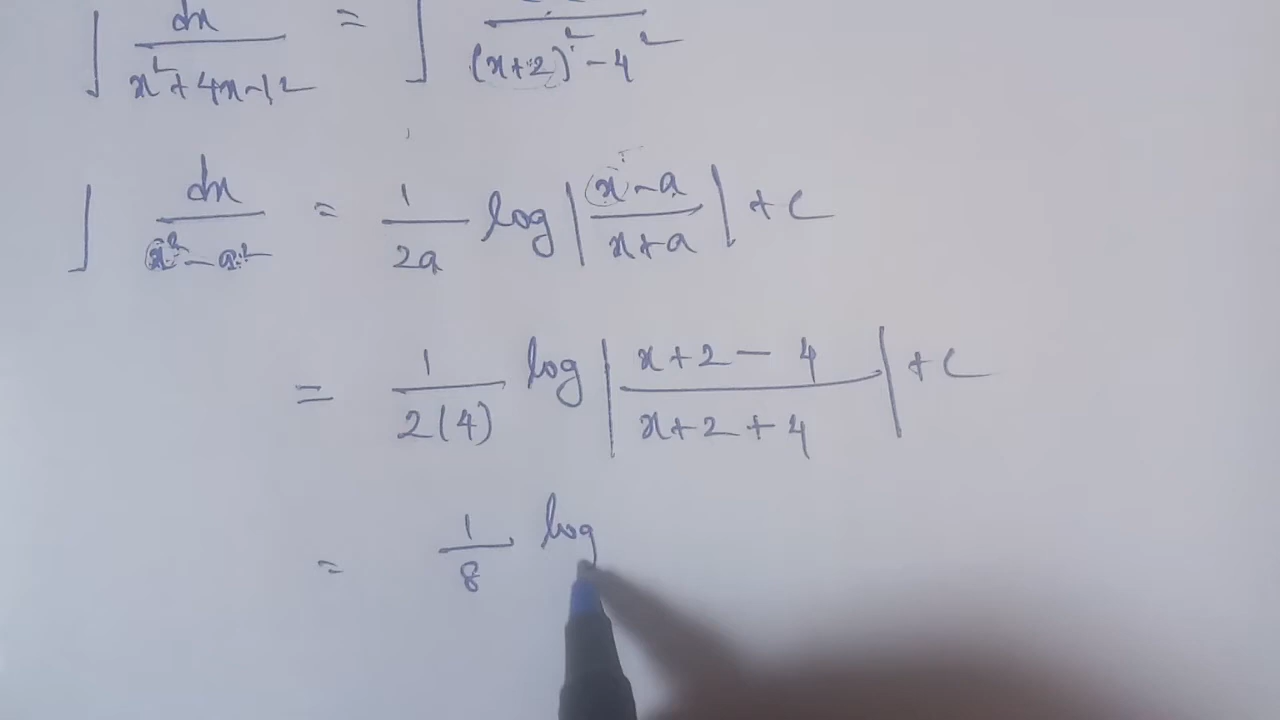 ∫ dx / (x² + 4x - 12) = ∫ / ((x+2)² - 4²)
∫ dx / (x² - a²) = 1 / 2a log |(x - a) / (x + a)| + c
= 1 / 2(4) log |(x+2 - 4) / (x+2+4)| + c
= 1 / 8 log